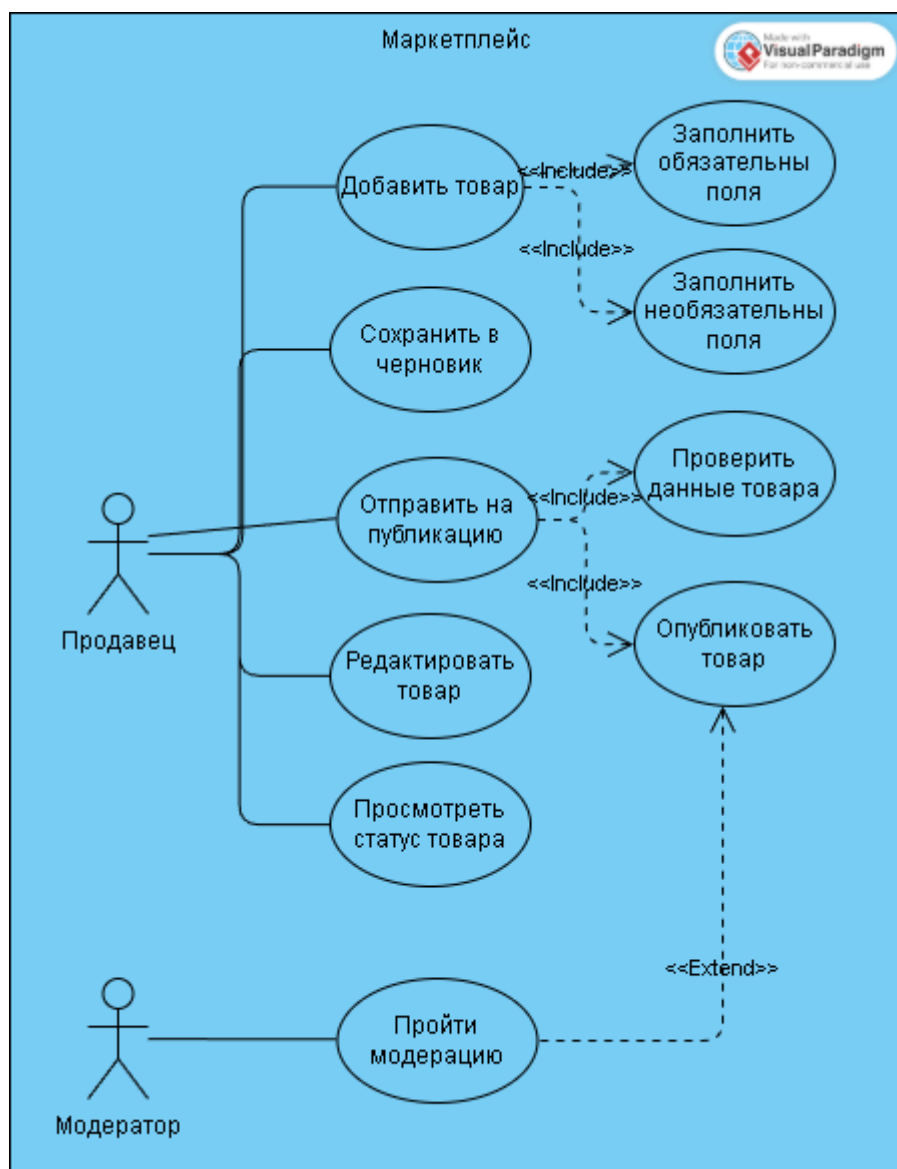 Маркетплейс
Made with
VisualParadigm
For non-commercial use
Добавить товар
<<Include>>
Заполнить
обязательны
поля
<<Include>>
Заполнить
необязательны
поля
Сохранить в
черновик
Отправить на
публикацию
<<Include>>
Проверить
данные товара
<<Include>>
Опубликовать
товар
Продавец
Редактировать
товар
Просмотреть
статус товара
<<Extend>>
Пройти
модерацию
Модератор